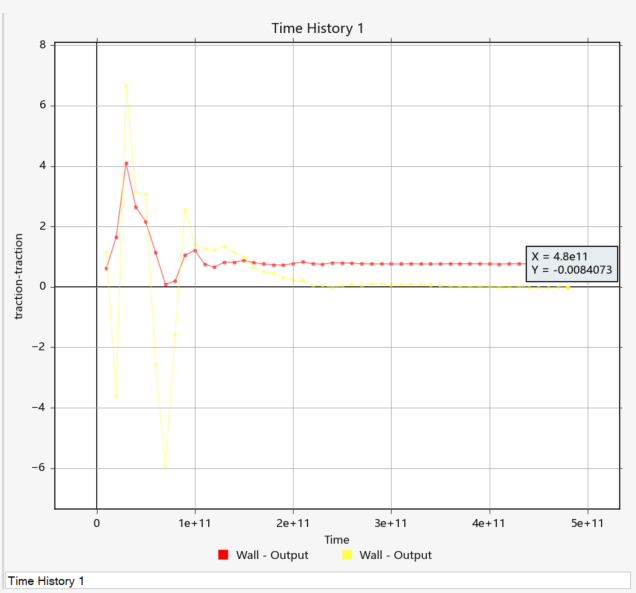 Time History 1
8
6
4
2
0
−2
−4
−6
traction-traction
X = 4.8e11
Y = -0.0084073
0 1e+11 2e+11 3e+11 4e+11 5e+11
Time
Wall - Output Wall - Output
Time History 1